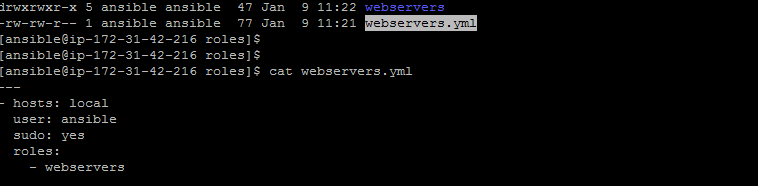 drwxrwxr-x 5 ansible ansible  47 Jan  9 11:22 webservers
-rw-rw-r-- 1 ansible ansible  77 Jan  9 11:21 webservers.yml
[ansible@ip-172-31-42-216 roles]$
[ansible@ip-172-31-42-216 roles]$
[ansible@ip-172-31-42-216 roles]$ cat webservers.yml
---
- hosts: local
  user: ansible
  sudo: yes
  roles:
    - webservers